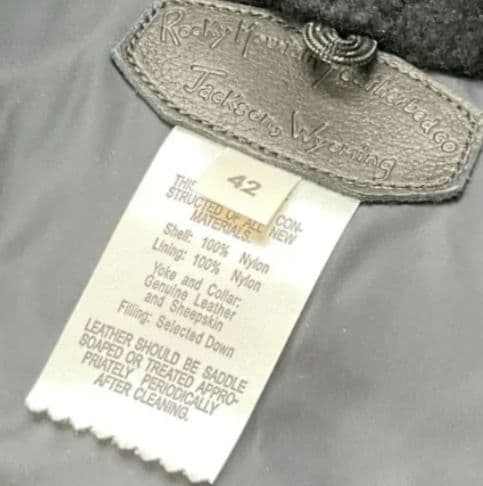 Rocky Mountain Featherbed co
Jackson, Wyoming
42
THIS
CON-
STRUCTED OF ALL NEW
MATERIALS.
Shell: 100% Nylon
Lining: 100% Nylon
Yoke and Collar:
Genuine Leather
and Sheepskin
Filling: Selected Down
LEATHER SHOULD BE SADDLE
SOAPED OR TREATED APPRO-
PRIATELY PERIODICALLY
AFTER CLEANING.